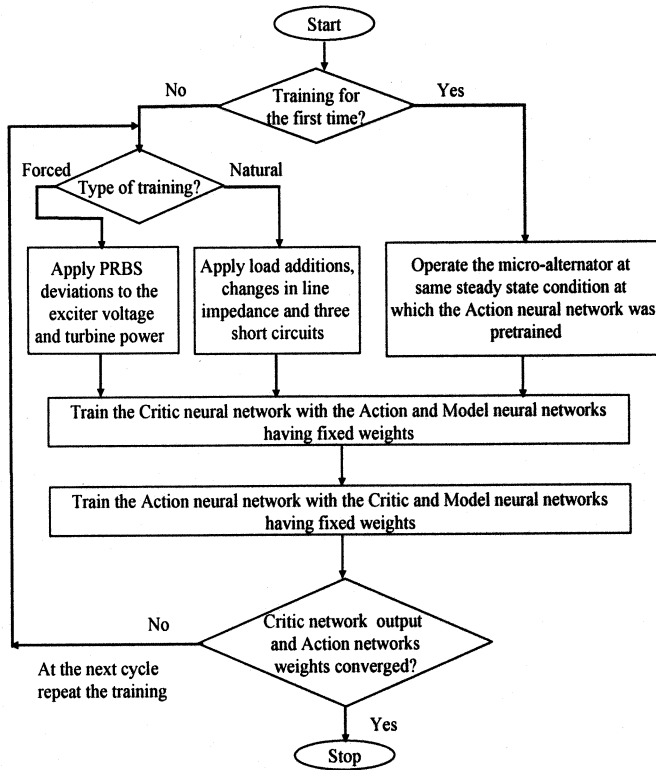 Start
No
Training for
the first time?
Yes
Forced
Type of training?
Natural
Apply PRBS
deviations to the
exciter voltage
and turbine power
Apply load additions,
changes in line
impedance and three
short circuits
Operate the micro-alternator at
same steady state condition at
which the Action neural network was
pretrained
Train the Critic neural network with the Action and Model neural networks
having fixed weights
Train the Action neural network with the Critic and Model neural networks
having fixed weights
No
Critic network output
and Action networks
weights converged?
At the next cycle
repeat the training
Yes
Stop